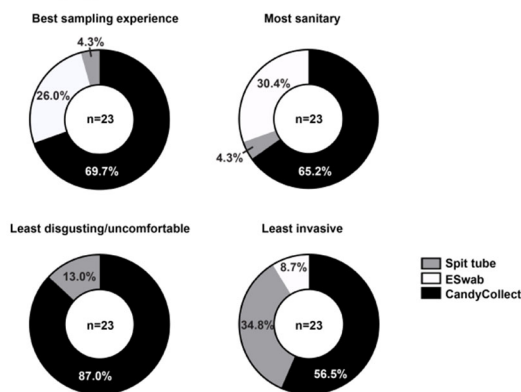 Best sampling experience
4.3%
26.0%
n=23
69.7%
Most sanitary
30.4%
n=23
4.3%
65.2%
Least disgusting/uncomfortable
13.0%
n=23
87.0%
Least invasive
8.7%
34.8%
n=23
56.5%
Spit tube
ESwab
CandyCollect